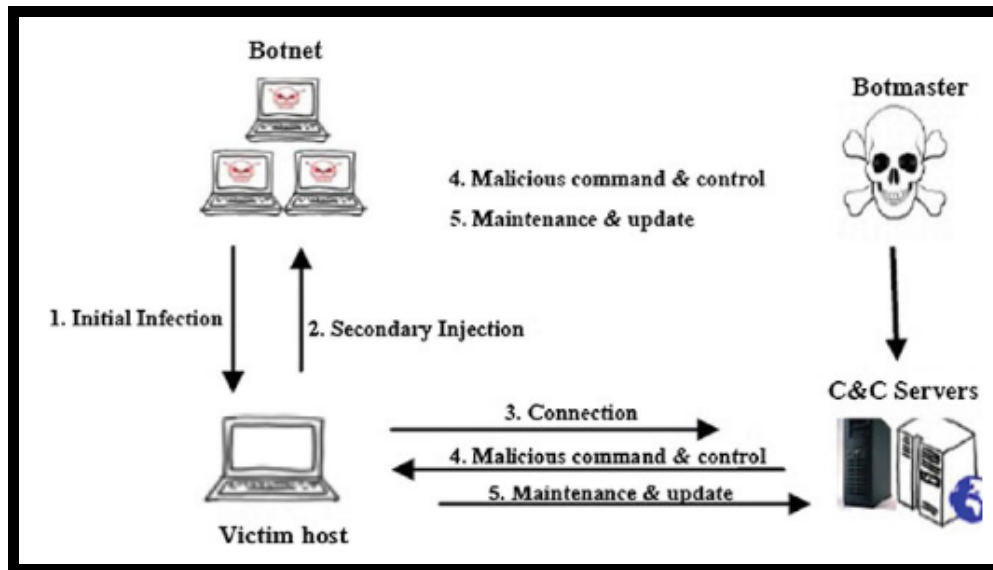 Botnet
Botmaster
4. Malicious command & control
5. Maintenance & update
1. Initial Infection
2. Secondary Injection
C&C Servers
3. Connection
4. Malicious command & control
5. Maintenance & update
Victim host